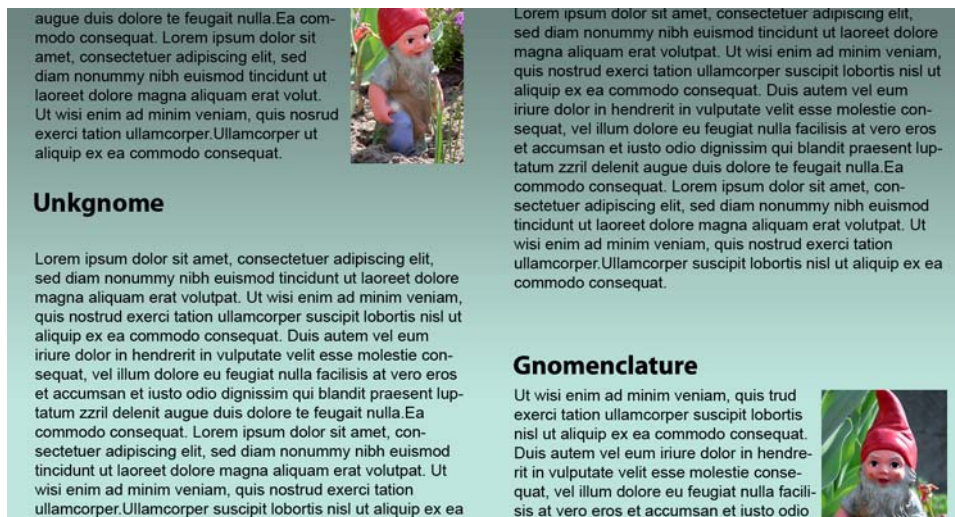 augue duis dolore te feugait nulla.Ea com-
modo consequat. Lorem ipsum dolor sit
amet, consectetuer adipiscing elit, sed
diam nonummy nibh euismod tincidunt ut
laoreet dolore magna aliquam erat volut.
Ut wisi enim ad minim veniam, quis nosrud
exerci tation ullamcorper.Ullamcorper ut
aliquip ex ea commodo consequat.
Unkgnome
Lorem ipsum dolor sit amet, consectetuer adipiscing elit,
sed diam nonummy nibh euismod tincidunt ut laoreet dolore
magna aliquam erat volutpat. Ut wisi enim ad minim veniam,
quis nostrud exerci tation ullamcorper suscipit lobortis nisl ut
aliquip ex ea commodo consequat. Duis autem vel eum
iriure dolor in hendrerit in vulputate velit esse molestie con-
sequat, vel illum dolore eu feugiat nulla facilisis at vero eros
et accumsan et iusto odio dignissim qui blandit praesent lup-
tatum zzril delenit augue duis dolore te feugait nulla.Ea
commodo consequat. Lorem ipsum dolor sit amet, con-
sectetuer adipiscing elit, sed diam nonummy nibh euismod
tincidunt ut laoreet dolore magna aliquam erat volutpat. Ut
wisi enim ad minim veniam, quis nostrud exerci tation
ullamcorper.Ullamcorper suscipit lobortis nisl ut aliquip ex ea
Lorem ipsum dolor sit amet, consectetuer adipiscing elit,
sed diam nonummy nibh euismod tincidunt ut laoreet dolore
magna aliquam erat volutpat. Ut wisi enim ad minim veniam,
quis nostrud exerci tation ullamcorper suscipit lobortis nisl ut
aliquip ex ea commodo consequat. Duis autem vel eum
iriure dolor in hendrerit in vulputate velit esse molestie con-
sequat, vel illum dolore eu feugiat nulla facilisis at vero eros
et accumsan et iusto odio dignissim qui blandit praesent lup-
tatum zzril delenit augue duis dolore te feugait nulla.Ea
commodo consequat. Lorem ipsum dolor sit amet, con-
sectetuer adipiscing elit, sed diam nonummy nibh euismod
tincidunt ut laoreet dolore magna aliquam erat volutpat. Ut
wisi enim ad minim veniam, quis nostrud exerci tation
ullamcorper.Ullamcorper suscipit lobortis nisl ut aliquip ex ea
commodo consequat.
Gnomenclature
Ut wisi enim ad minim veniam, quis trud
exerci tation ullamcorper suscipit lobortis
nisl ut aliquip ex ea commodo consequat.
Duis autem vel eum iriure dolor in hendre-
rit in vulputate velit esse molestie conse-
quat, vel illum dolore eu feugiat nulla facili-
sis at vero eros et accumsan et iusto odio